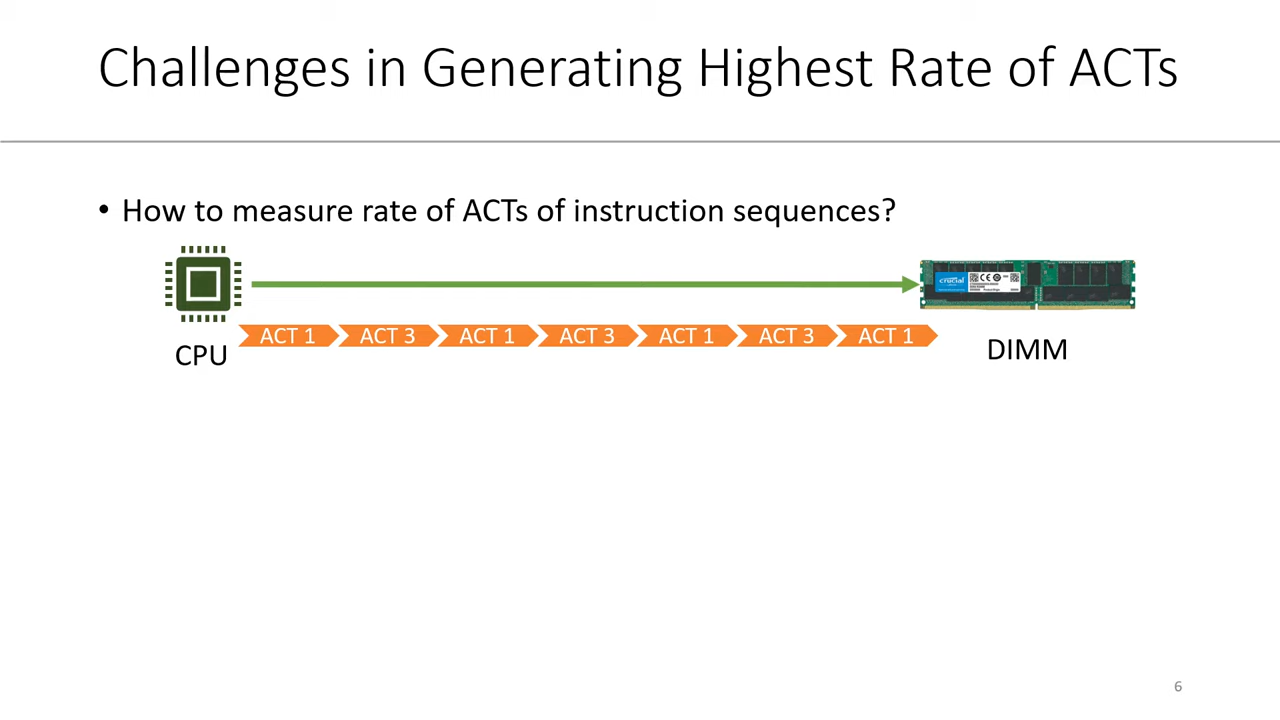 Challenges in Generating Highest Rate of ACTs
• How to measure rate of ACTs of instruction sequences?
crucial
ACT 1 ACT 3 ACT 1 ACT 3 ACT 1 ACT 3 ACT 1
CPU
DIMM
6